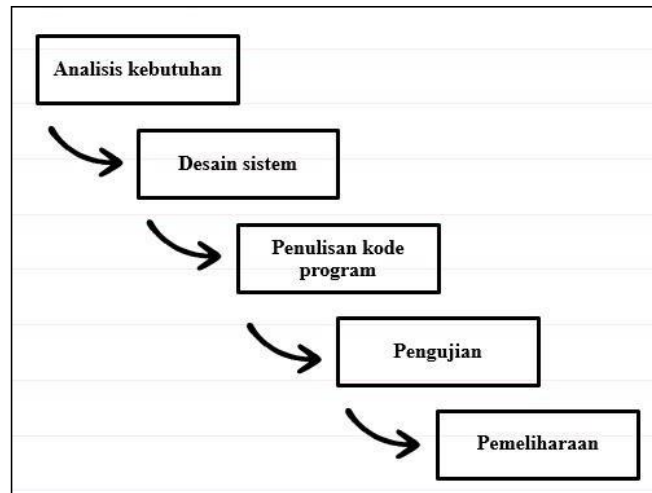 Analisis kebutuhan
Desain sistem
Penulisan kode
program
Pengujian
Pemeliharaan